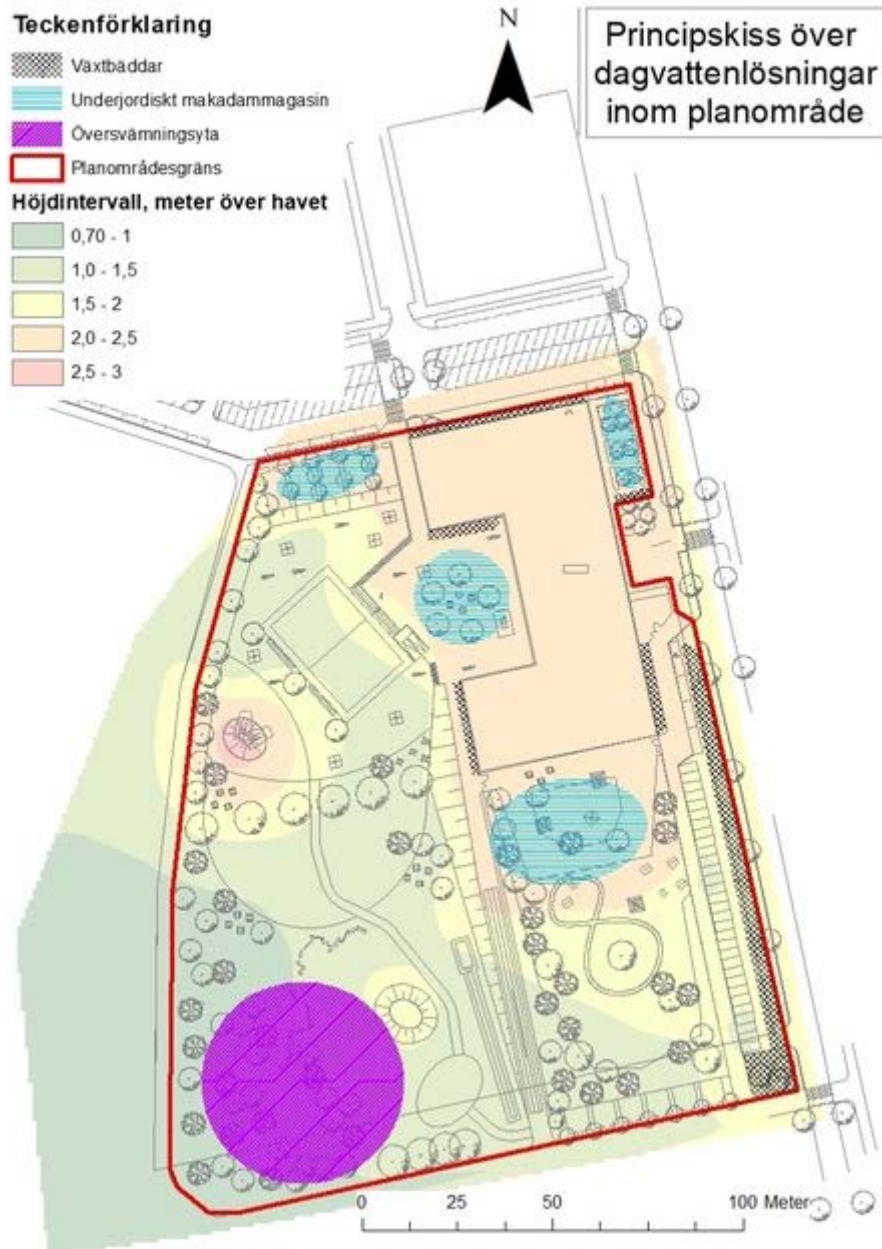 Teckenförklaring
Växtbäddar
Underjordiskt makadammagasin
Översvämningsyta
Planområdesgräns
Höjdintervall, meter över havet
0,70 - 1
1,0 - 1,5
1,5 - 2
2,0 - 2,5
2,5 - 3
N
Principskiss över
dagvattenlösningar
inom planområde
0 25 50 100 Meter